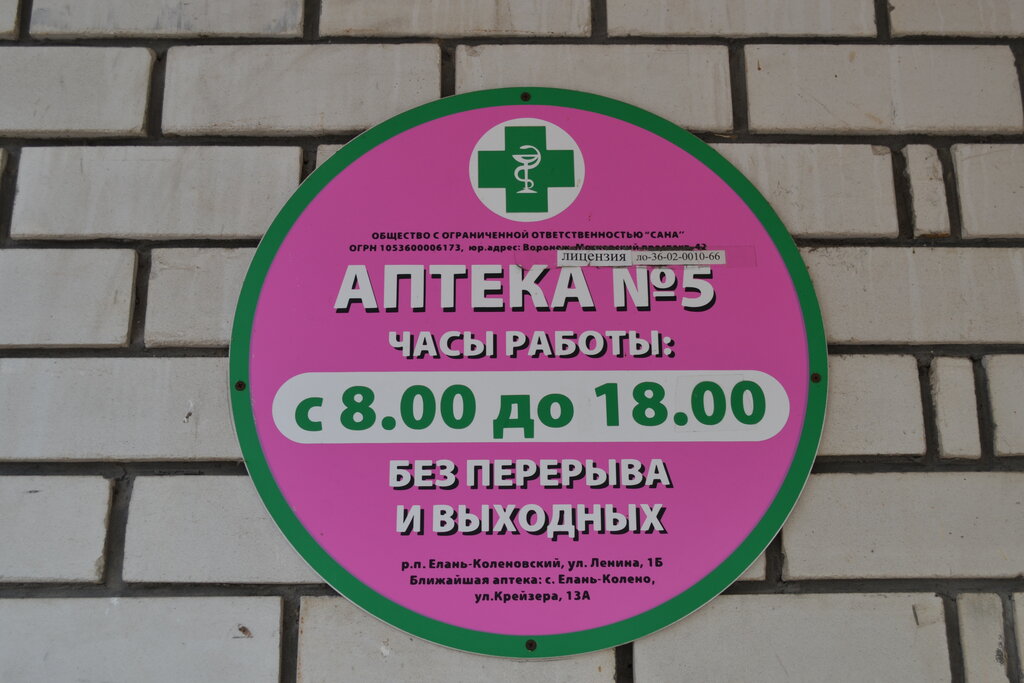 ОБЩЕСТВО С ОГРАНИЧЕННОЙ ОТВЕТСТВЕННОСТЬЮ "САНА"
ОГРН 1053600006173, юр.адрес: Воронеж, Московский проспект, 42
лицензия ло-36-02-0010-66
АПТЕКА №5
ЧАСЫ РАБОТЫ:
с 8.00 до 18.00
БЕЗ ПЕРЕРЫВА
И ВЫХОДНЫХ
р.п. Елань-Коленовский, ул. Ленина, 1Б
Ближайшая аптека: с. Елань-Колено,
ул.Крейзера, 13А